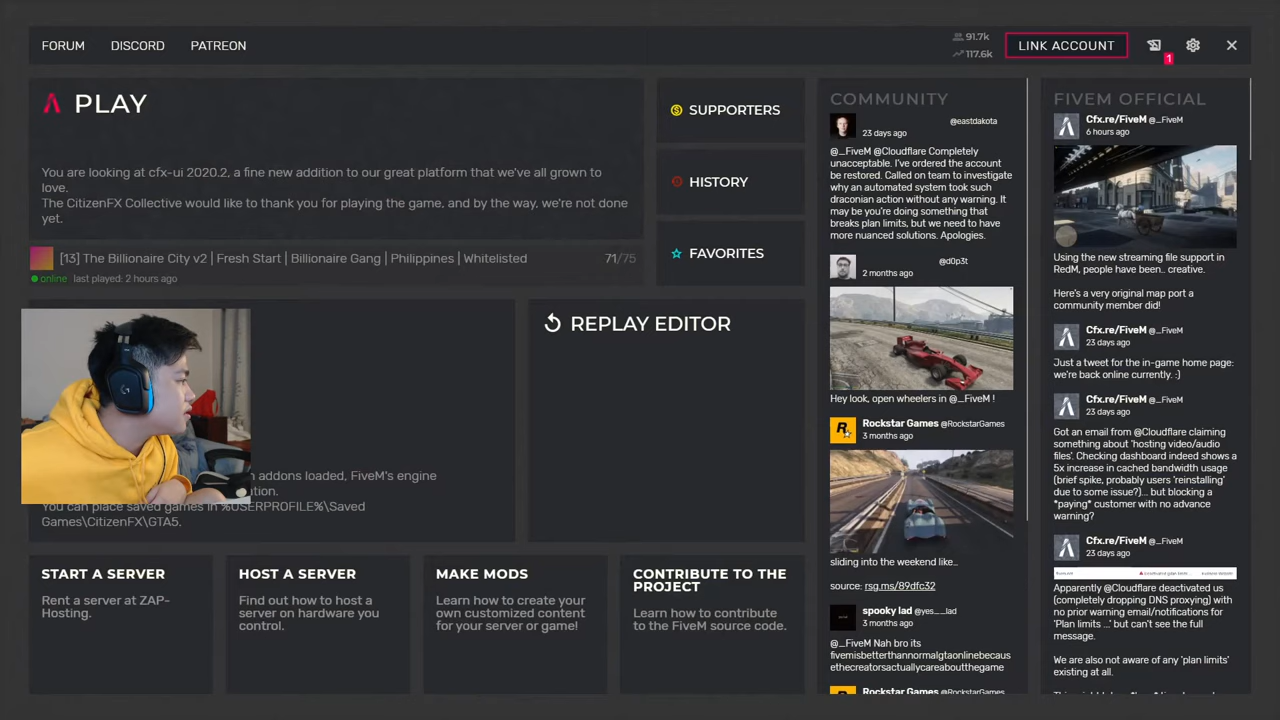 FORUM
DISCORD
PATREON
91.7k
117.6k
LINK ACCOUNT
1
PLAY
You are looking at cfx-ui 2020.2, a fine new addition to our great platform that we've all grown to
love.
The CitizenFX Collective would like to thank you for playing the game, and by the way, we're not done
yet.
[13] The Billionaire City v2 | Fresh Start | Billionaire Gang | Philippines | Whitelisted
71/75
online last played: 2 hours ago
SUPPORTERS
HISTORY
FAVORITES
REPLAY EDITOR
addons loaded, FiveM's engine
You can place saved games in %USERPROFILE%\Saved
Games\CitizenFX\GTA5.
START A SERVER
Rent a server at ZAP-
Hosting.
HOST A SERVER
Find out how to host a
server on hardware you
control.
MAKE MODS
Learn how to create your
own customized content
for your server or game!
CONTRIBUTE TO THE
PROJECT
Learn how to contribute
to the FiveM source code.
COMMUNITY
@eastdakota
23 days ago
@_FiveM @Cloudflare Completely
unacceptable. I've ordered the account
be restored. Called on team to investigate
why an automated system took such
draconian action without any warning. It
may be you're doing something that
breaks plan limits, but we need to have
more nuanced solutions. Apologies.
@d0p3t
2 months ago
Hey look, open wheelers in @_FiveM !
Rockstar Games @RockstarGames
3 months ago
sliding into the weekend like..
source: rsg.ms/89dfc32
spooky lad @yes___lad
3 months ago
@_FiveM Nah bro its
fivemisbetterthannormalgtaonlinebecaus
ethecreatorsactuallycareaboutthegame
Rockstar Games @RockstarGames
FIVEM OFFICIAL
Cfx.re/FiveM @_FiveM
6 hours ago
Using the new streaming file support in
RedM, people have been.. creative.
Here's a very original map port a
community member did!
Cfx.re/FiveM @_FiveM
23 days ago
Just a tweet for the in-game home page:
we're back online currently. :)
Cfx.re/FiveM @_FiveM
23 days ago
Got an email from @Cloudflare claiming
something about 'hosting video/audio
files'. Checking dashboard indeed shows a
5x increase in cached bandwidth usage
(brief spike, probably users 'reinstalling'
due to some issue?)... but blocking a
*paying* customer with no advance
warning?
Cfx.re/FiveM @_FiveM
23 days ago
Apparently @Cloudflare deactivated us
(completely dropping DNS proxying) with
no prior warning email/notifications for
'Plan limits ...' but can't see the full
message.
We are also not aware of any 'plan limits'
existing at all.